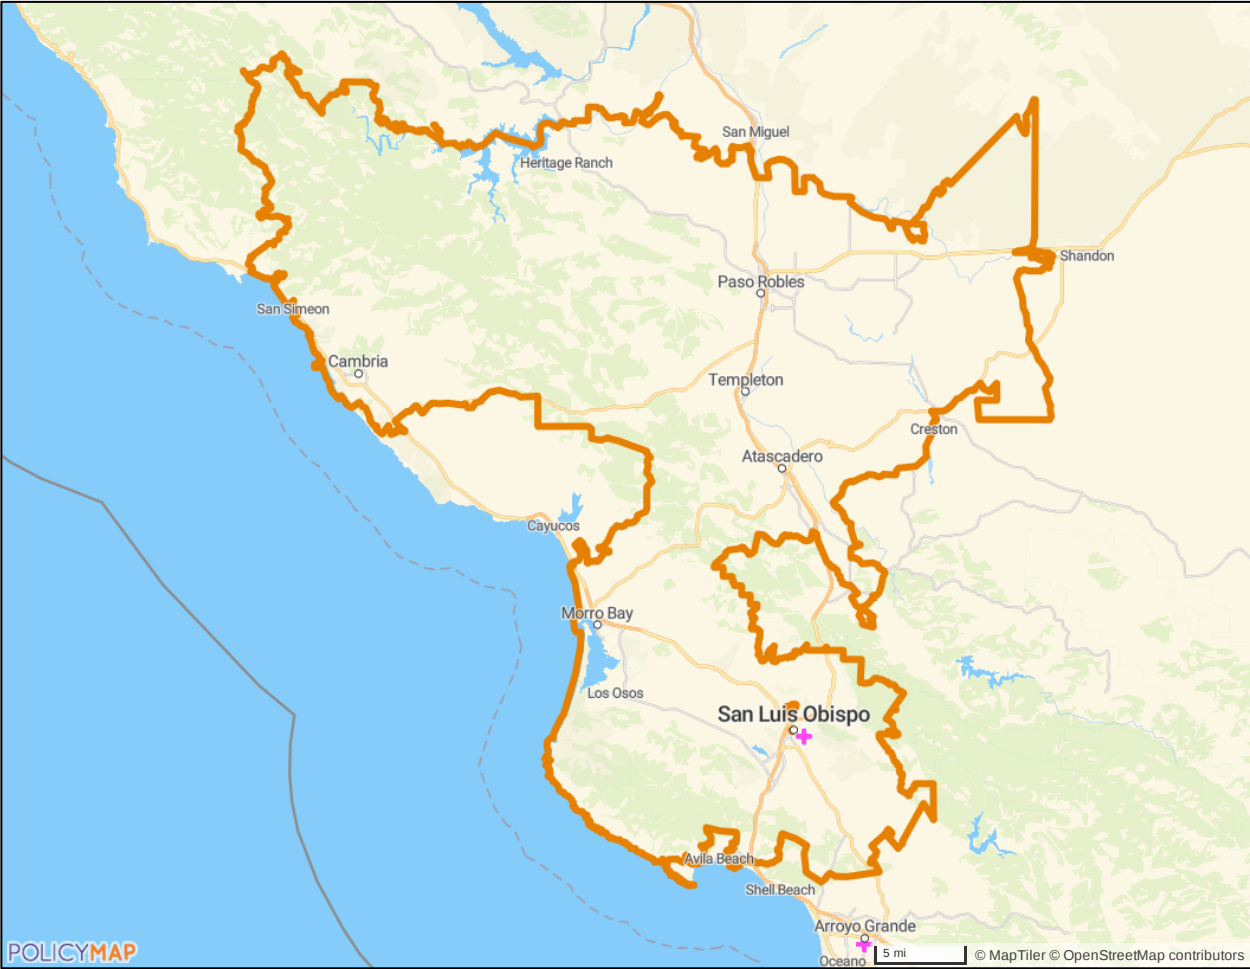 San Miguel
Heritage Ranch
Shandon
Paso Robles
San Simeon
Cambria
Templeton
Creston
Atascadero
Cayucos
Morro Bay
Los Osos
San Luis Obispo
Avila Beach
Shell Beach
Arroyo Grande
POLICYMAP
5 mi
© MapTiler © OpenStreetMap contributors
Oceano